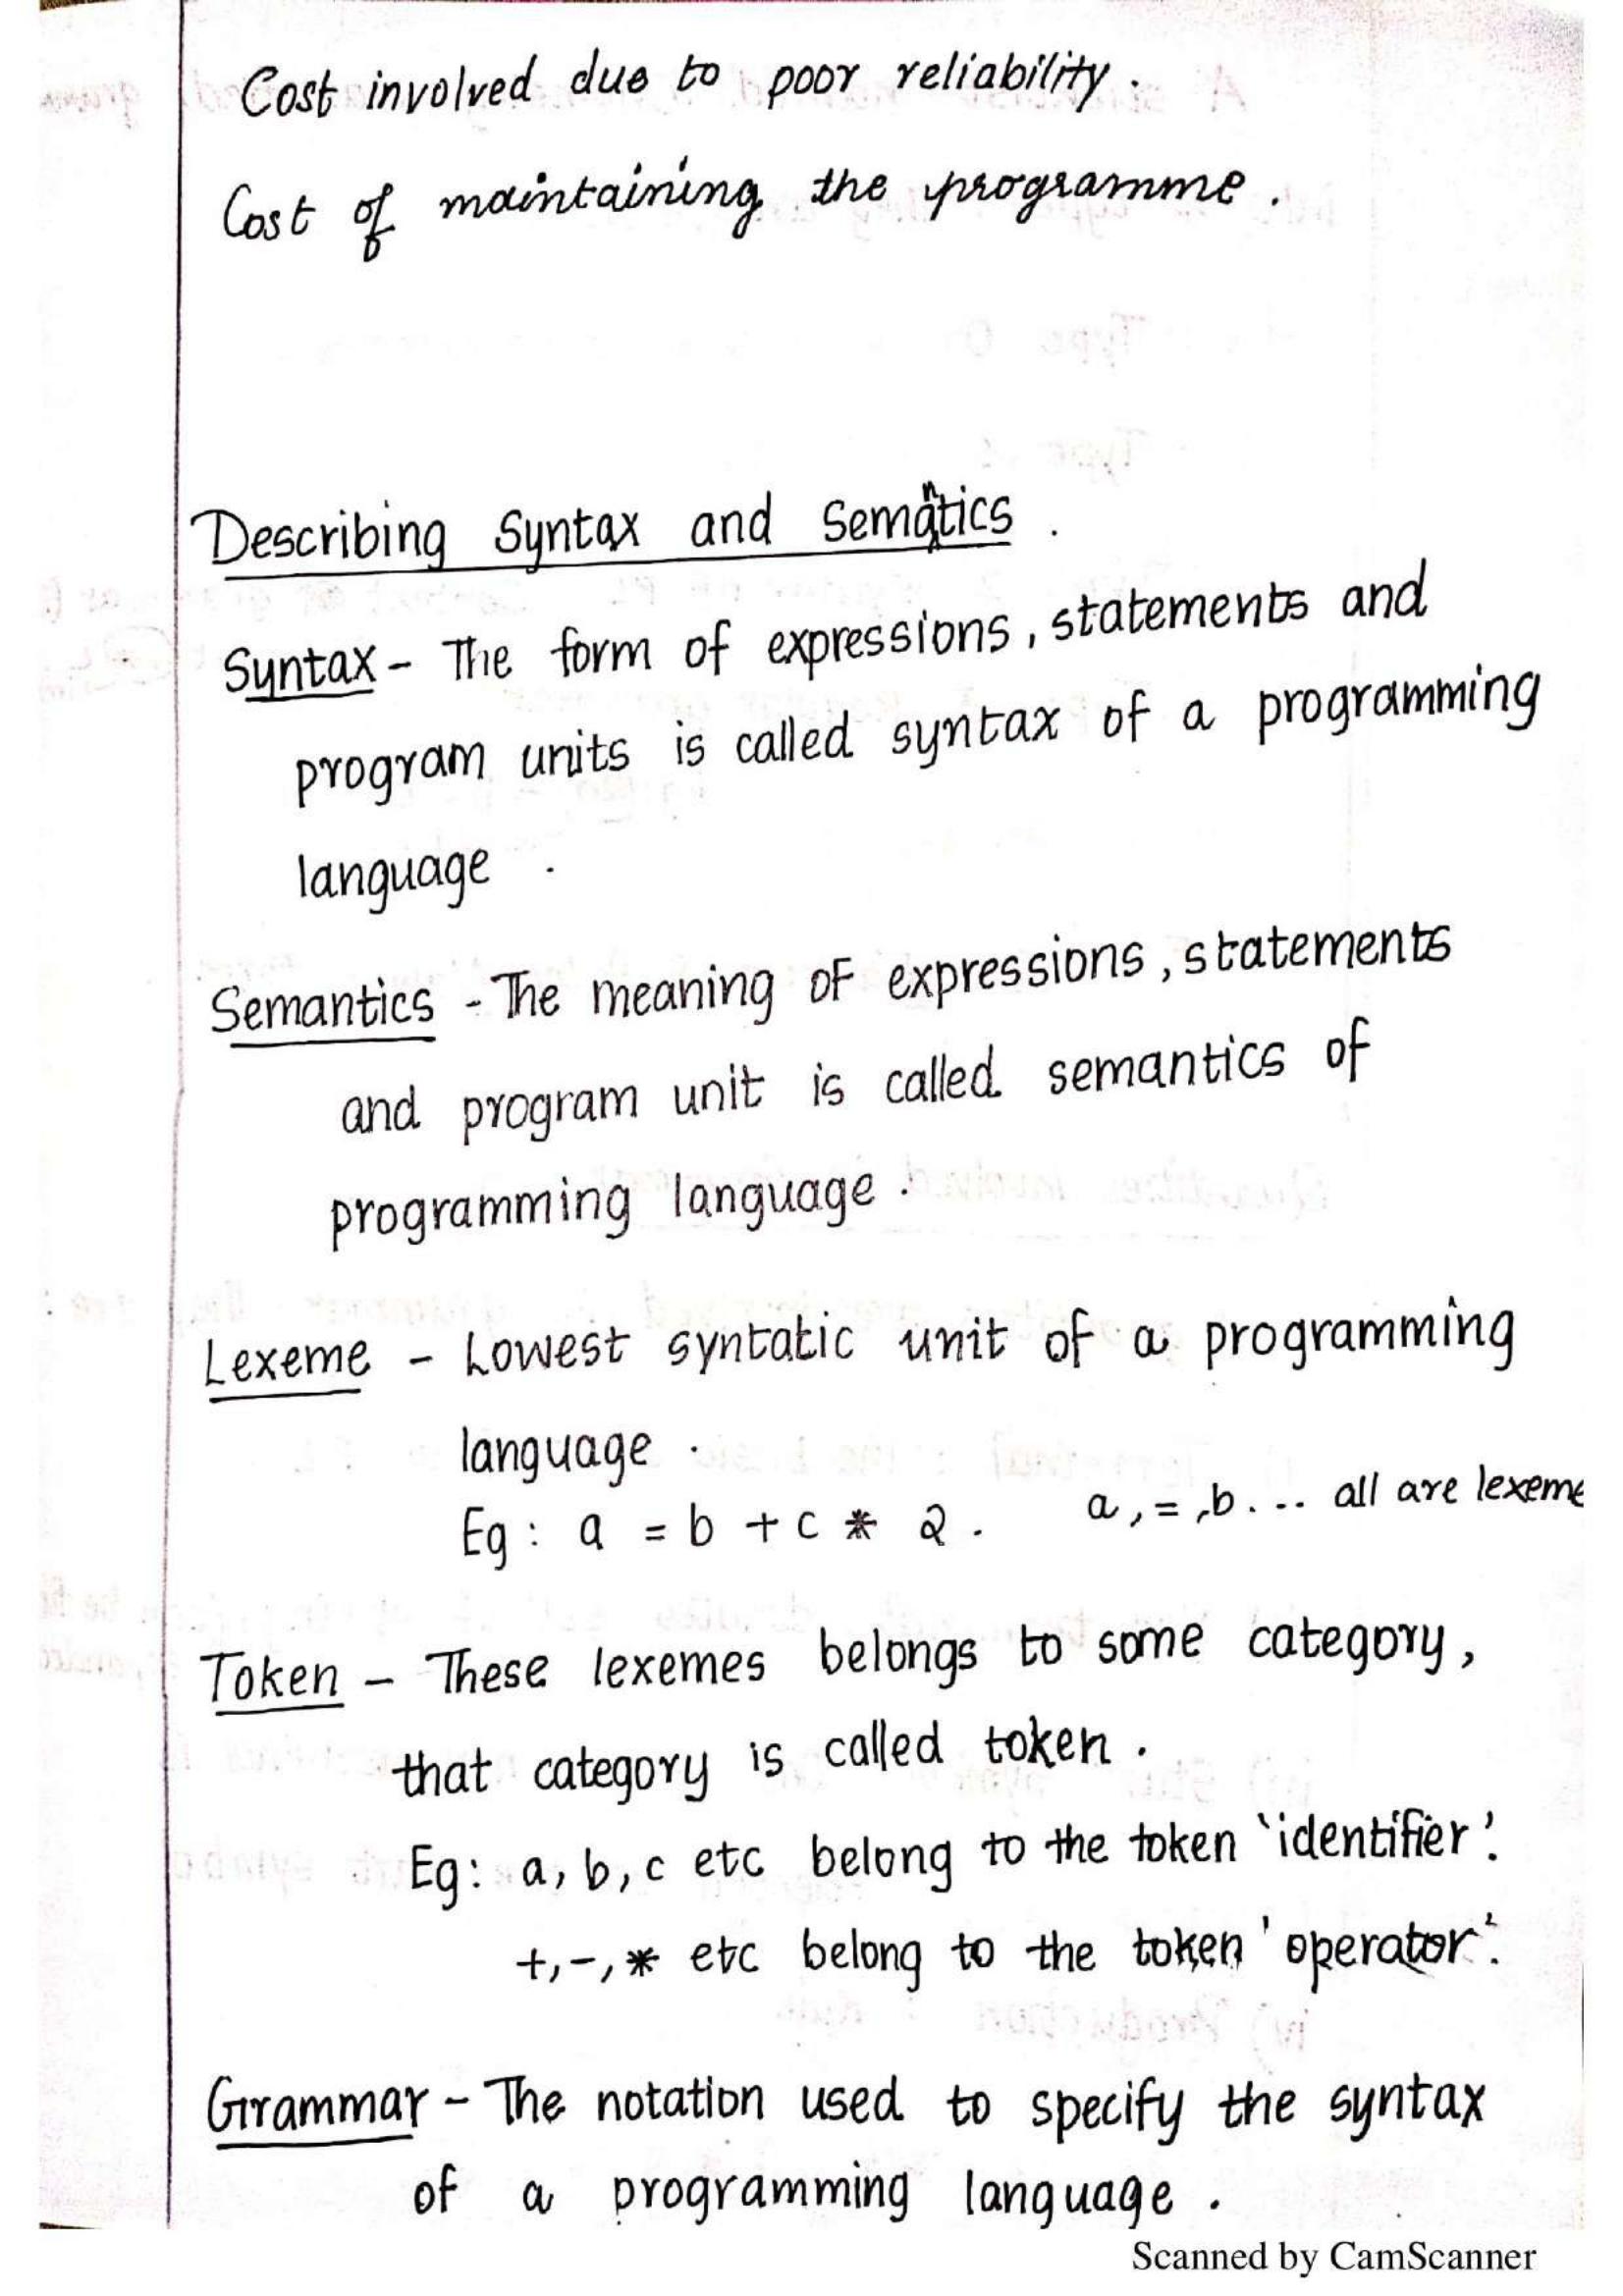 Cost involved due to poor reliability.
Cost of maintaining the programme.
Describing Syntax and Semantics.
Syntax - The form of expressions, statements and
program units is called syntax of a programming
language.
Semantics - The meaning of expressions, statements
and program unit is called semantics of
programming language.
Lexeme - Lowest syntatic unit of a programming
language.
Eg: a = b + c * 2. a, =, b... all are lexeme
Token - These lexemes belongs to some category,
that category is called token.
Eg: a, b, c etc belong to the token 'identifier'.
+, -, * etc belong to the token 'operator'.
Grammar - The notation used to specify the syntax
of a programming language.
Scanned by CamScanner